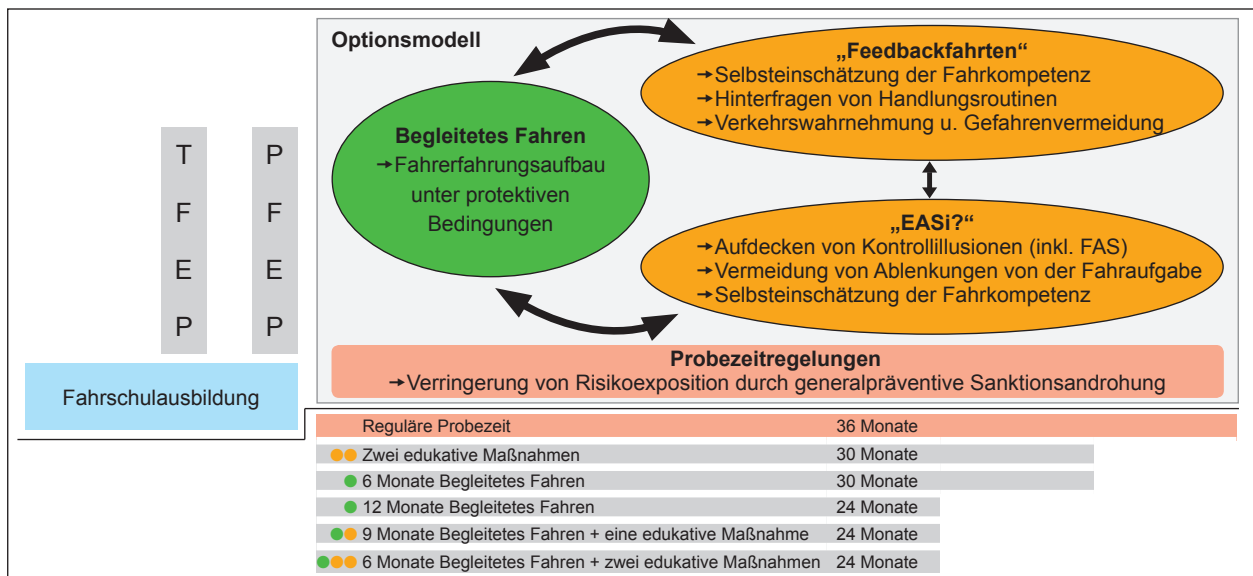 Optionsmodell
„Feedbackfahrten“
→Selbsteinschätzung der Fahrkompetenz
→Hinterfragen von Handlungsroutinen
→Verkehrswahrnehmung u. Gefahrenvermeidung
Begleitetes Fahren
→Fahrerfahrungsaufbau
unter protektiven
Bedingungen
„EASi?“
→Aufdecken von Kontrollillusionen (inkl. FAS)
→Vermeidung von Ablenkungen von der Fahraufgabe
→Selbsteinschätzung der Fahrkompetenz
T
F
E
P
P
F
E
P
Fahrschulausbildung
Probezeitregelungen
→Verringerung von Risikoexposition durch generalpräventive Sanktionsandrohung
Reguläre Probezeit 36 Monate
Zwei edukative Maßnahmen 30 Monate
6 Monate Begleitetes Fahren 30 Monate
12 Monate Begleitetes Fahren 24 Monate
9 Monate Begleitetes Fahren + eine edukative Maßnahme 24 Monate
6 Monate Begleitetes Fahren + zwei edukative Maßnahmen 24 Monate